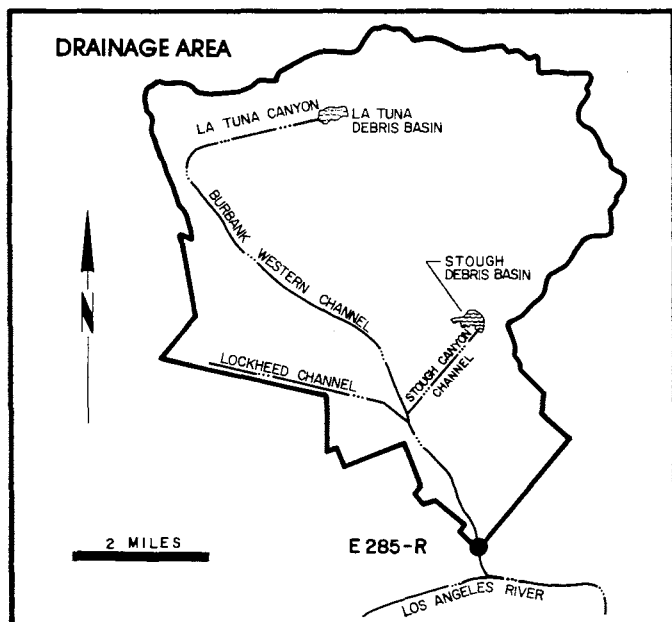 DRAINAGE AREA
LA TUNA CANYON
LA TUNA
DEBRIS BASIN
BURBANK WESTERN CHANNEL
STOUGH
DEBRIS BASIN
N
STOUGH CANYON
CHANNEL
LOCKHEED CHANNEL
2 MILES
E 285-R
LOS ANGELES RIVER